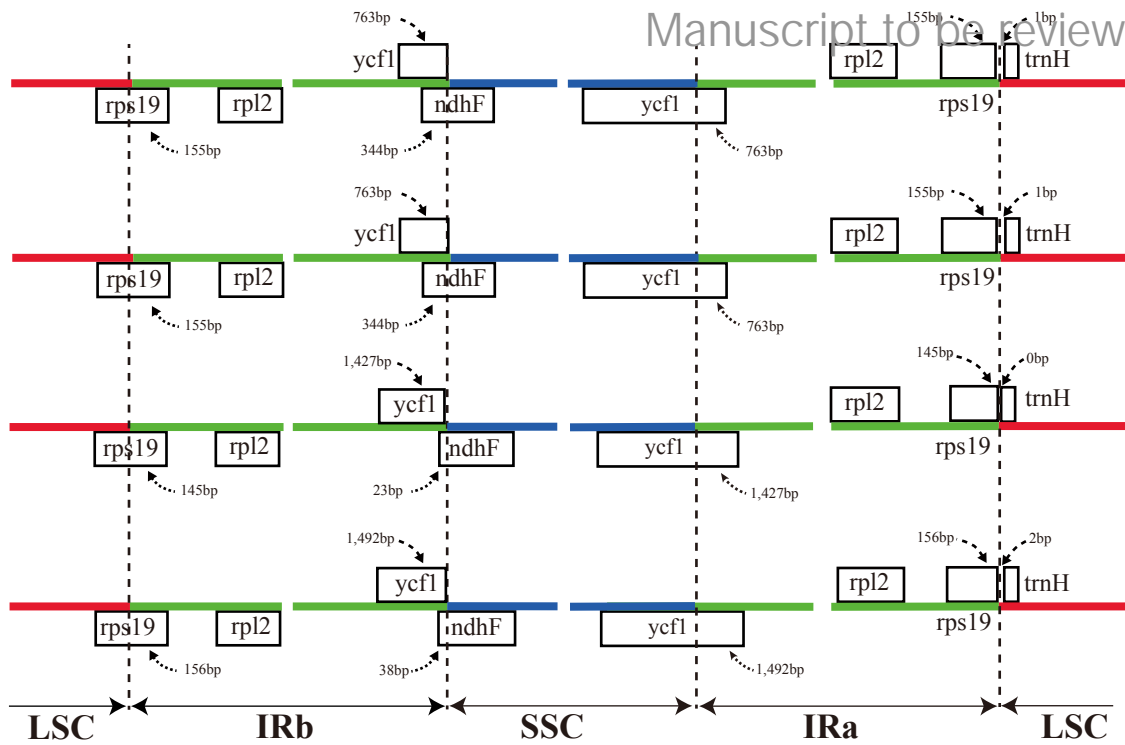 Manuscript to be review
763bp 155bp 1bp
ycf1 rpl2 trnH
rps19 rpl2 ndhF ycf1 rps19
155bp 344bp 763bp
763bp 155bp 1bp
ycf1 rpl2 trnH
rps19 rpl2 ndhF ycf1 rps19
155bp 344bp 763bp
1,427bp 145bp 0bp
ycf1 rpl2 trnH
rps19 rpl2 ndhF ycf1 rps19
145bp 23bp 1,427bp
1,492bp 156bp 2bp
ycf1 rpl2 trnH
rps19 rpl2 ndhF ycf1 rps19
156bp 38bp 1,492bp
LSC IRb SSC IRa LSC